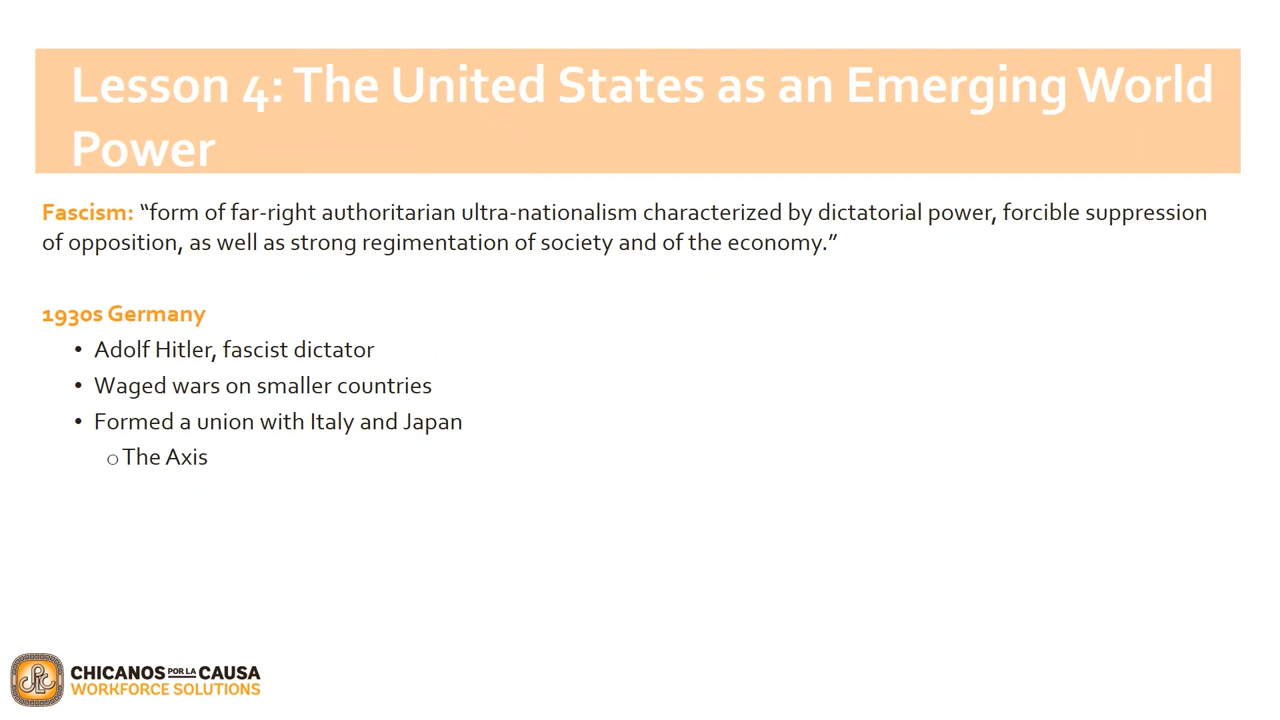 Lesson 4: The United States as an Emerging World
Power
Fascism: “form of far-right authoritarian ultra-nationalism characterized by dictatorial power, forcible suppression
of opposition, as well as strong regimentation of society and of the economy.”
1930s Germany
• Adolf Hitler, fascist dictator
• Waged wars on smaller countries
• Formed a union with Italy and Japan
o The Axis
CHICANOS POR LA CAUSA
WORKFORCE SOLUTIONS